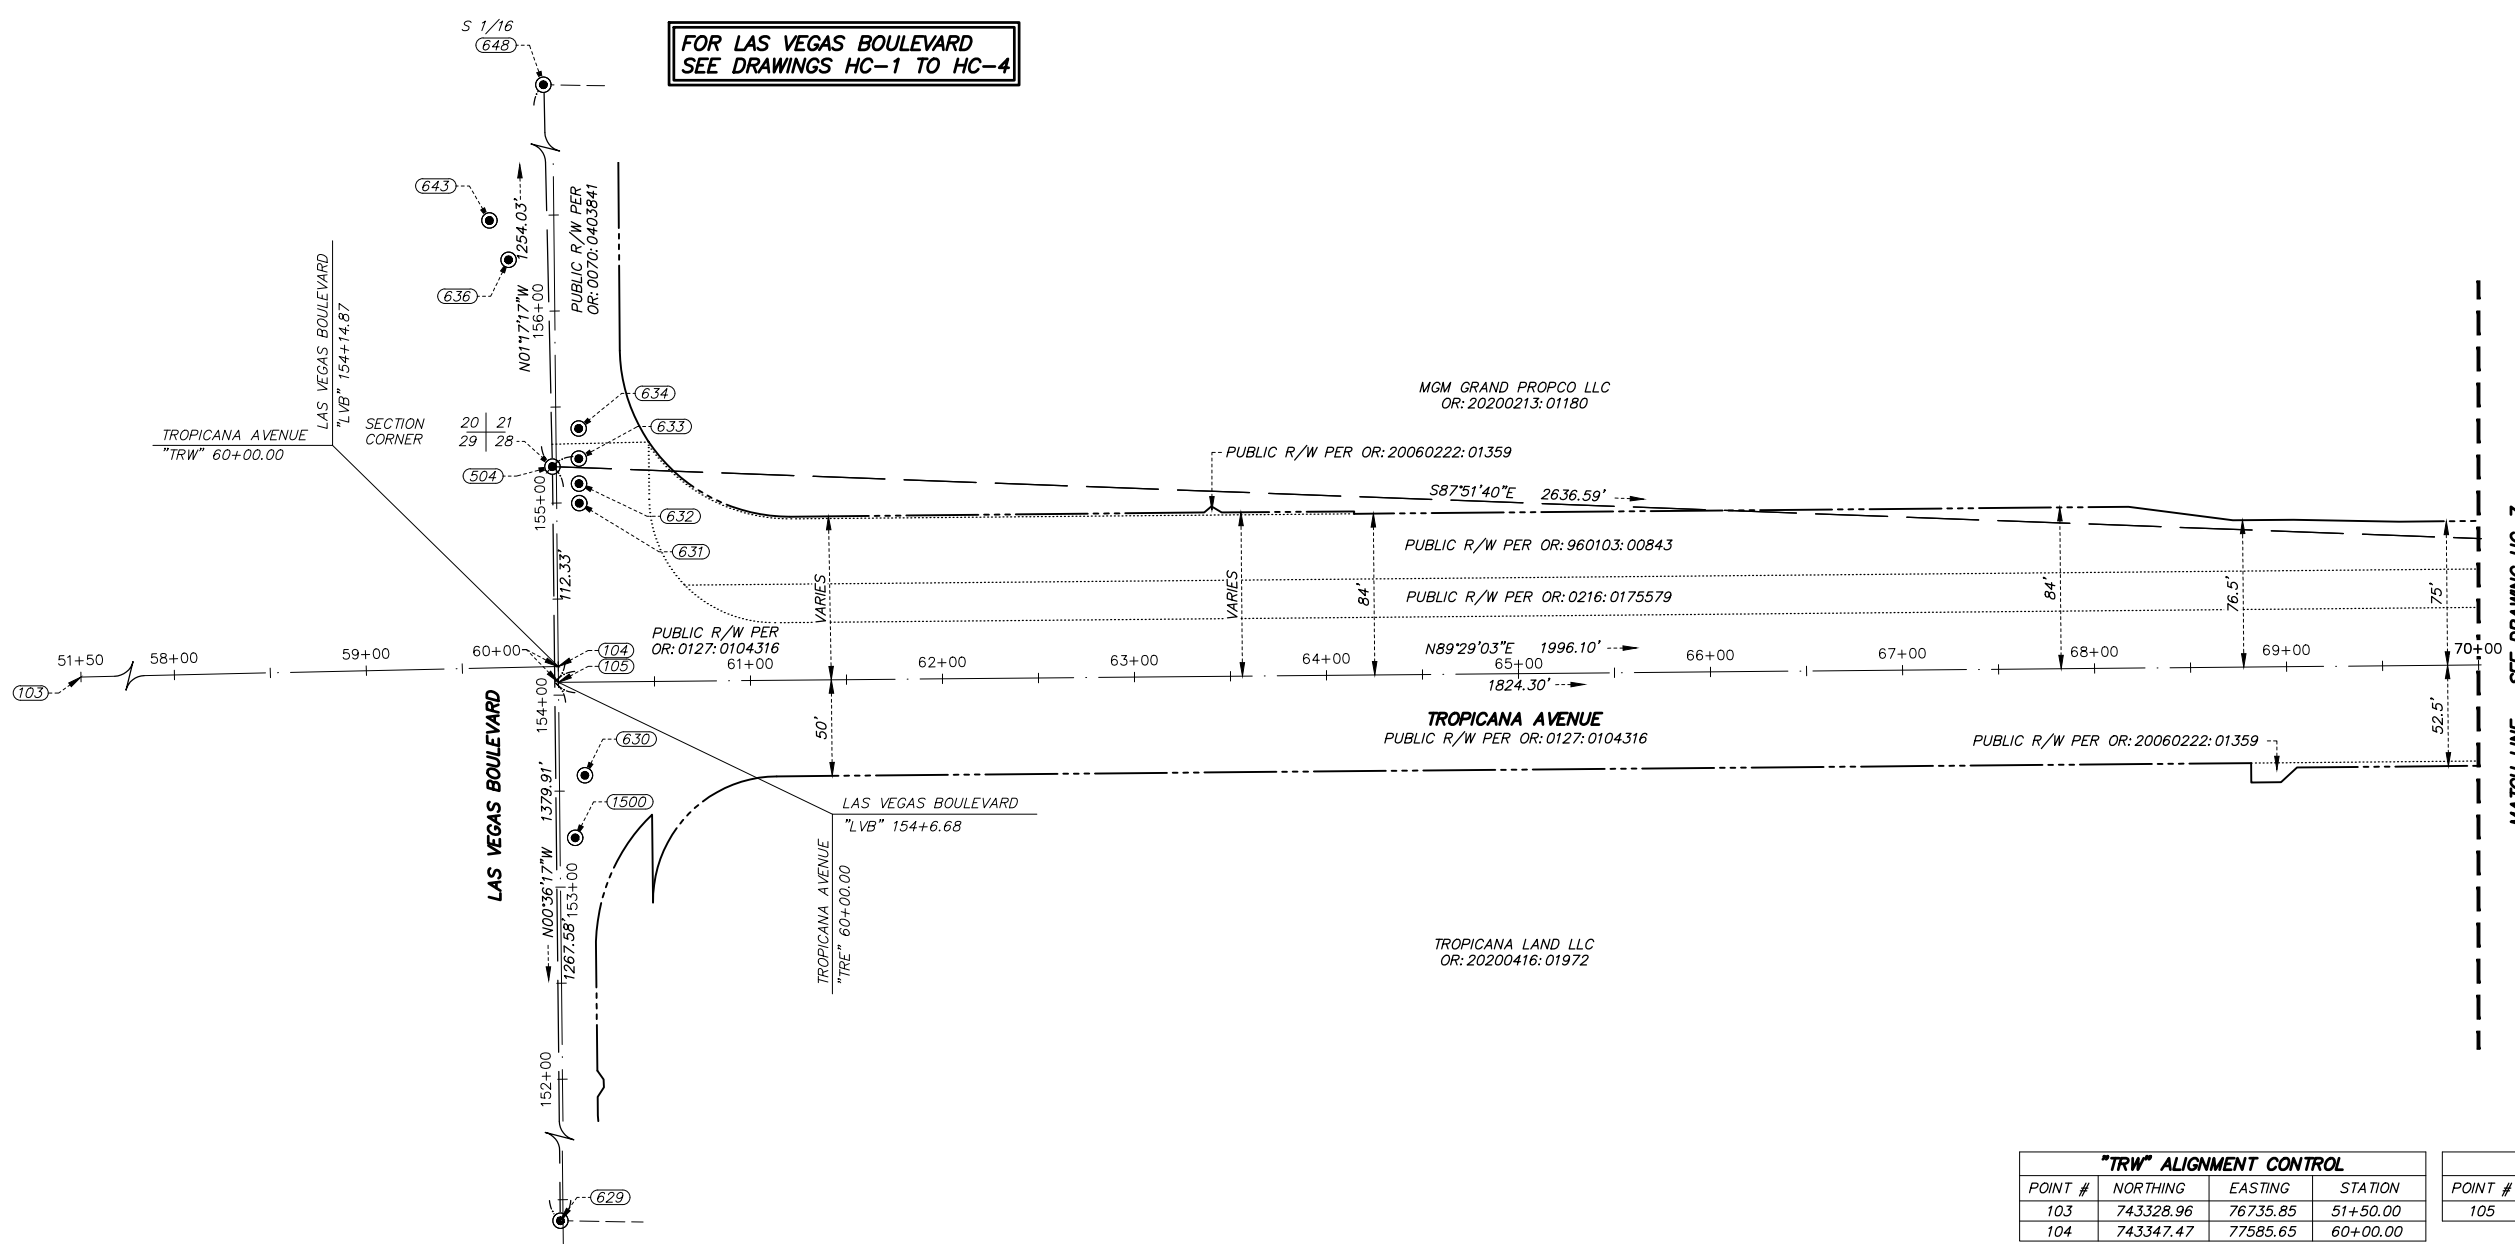 S 1/16
648
FOR LAS VEGAS BOULEVARD
SEE DRAWINGS HC-1 TO HC-4
643
636
1254.03'
N01°17'17"W
156+00
PUBLIC R/W PER
OR:0070:0403841
LAS VEGAS BOULEVARD
"LVB" 154+14.87
TROPICANA AVENUE
"TRW" 60+00.00
SECTION
CORNER
20 21
29 28
504
634
633
632
631
155+00
112.33'
MGM GRAND PROPCO LLC
OR:20200213:01180
PUBLIC R/W PER OR:20060222:01359
S87°51'40"E 2636.59'
PUBLIC R/W PER OR:960103:00843
PUBLIC R/W PER OR:0216:0175579
VARIES
VARIES
84'
84'
76.5'
75'
PUBLIC R/W PER
OR:0127:0104316
N89°29'03"E 1996.10'
1824.30'
51+50
58+00
59+00
60+00
61+00
62+00
63+00
64+00
65+00
66+00
67+00
68+00
69+00
70+00
103
104
105
154+00
LAS VEGAS BOULEVARD
50'
52.5'
TROPICANA AVENUE
PUBLIC R/W PER OR:0127:0104316
PUBLIC R/W PER OR:20060222:01359
630
1500
1379.91'
N00°36'17"W
153+00
1267.58'
LAS VEGAS BOULEVARD
"LVB" 154+6.68
TROPICANA AVENUE
"TRE" 60+00.00
TROPICANA LAND LLC
OR:20200416:01972
152+00
629
"TRW" ALIGNMENT CONTROL
POINT # NORTHING EASTING STATION
103 743328.96 76735.85 51+50.00
104 743347.47 77585.65 60+00.00
POINT #
105